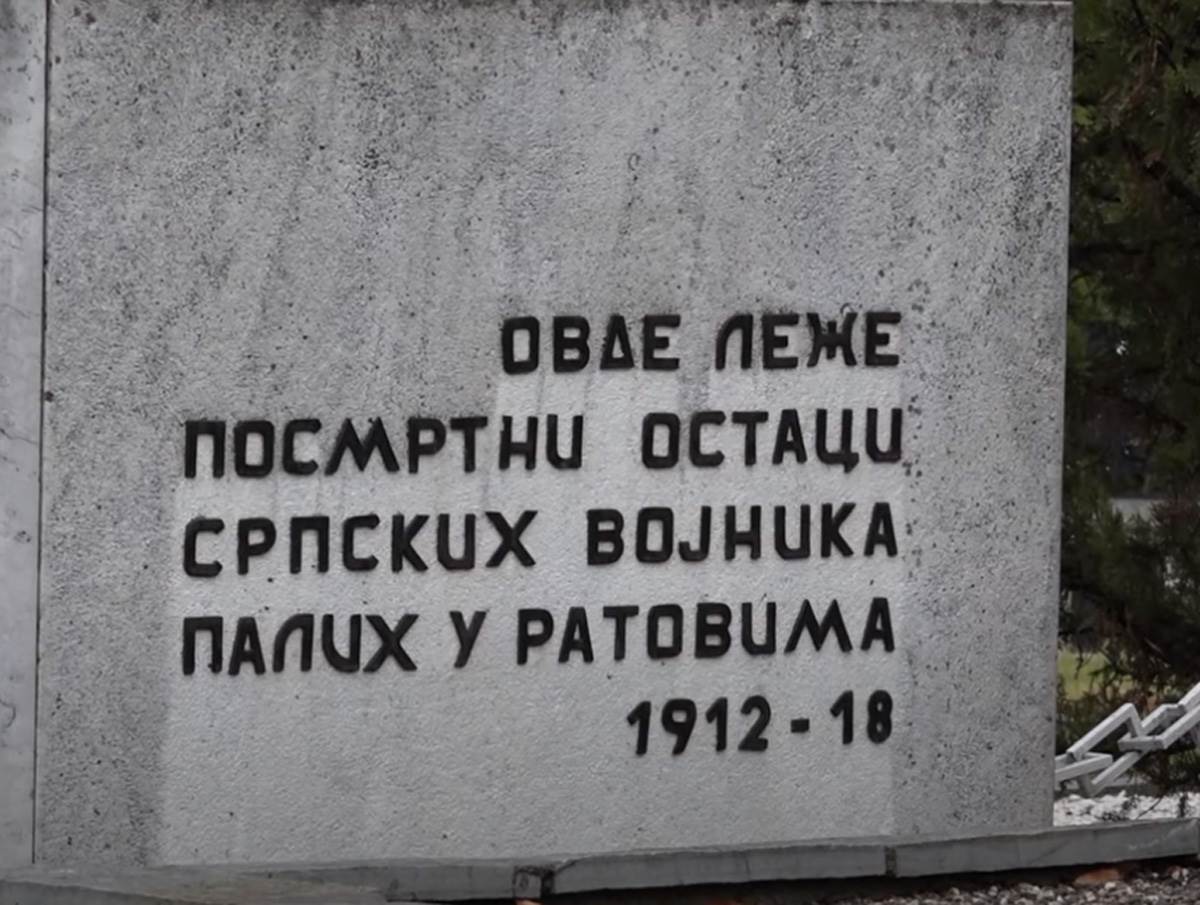 ОВДЕ ЛЕЖЕ
ПОСМРТНИ ОСТАЦИ
СРПСКИХ ВОЈНИКА
ПАЛИХ У РАТОВИМА
1912-18